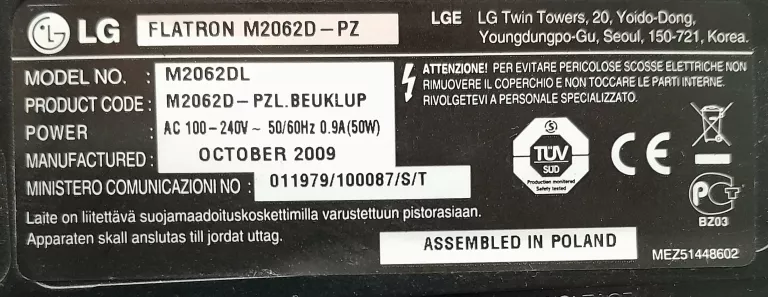 LG FLATRON M2062D-PZ
LGE LG Twin Towers, 20, Yoido-Dong,
Youngdungpo-Gu, Seoul, 150-721, Korea.
MODEL NO. : M2062DL
PRODUCT CODE : M2062D-PZL.BEUKLUP
POWER : AC 100-240V~ 50/60Hz 0.9A(50W)
MANUFACTURED : OCTOBER 2009
MINISTERO COMUNICAZIONI NO : 011979/100087/S/T
ATTENZIONE! PER EVITARE PERICOLOSE SCOSSE ELETTRICHE NON
RIMUOVERE IL COPERCHIO E NON TOCCARE LE PARTI INTERNE.
RIVOLGETEVI A PERSONALE SPECIALIZZATO.
S
TÜV
SÜD
Production monitored
Safety tested
CE
PCT
BZ03
Laite on liitettävä suojamaadoituskoskettimilla varustettuun pistorasiaan.
Apparaten skall anslutas till jordat uttag.
ASSEMBLED IN POLAND
MEZ51448602